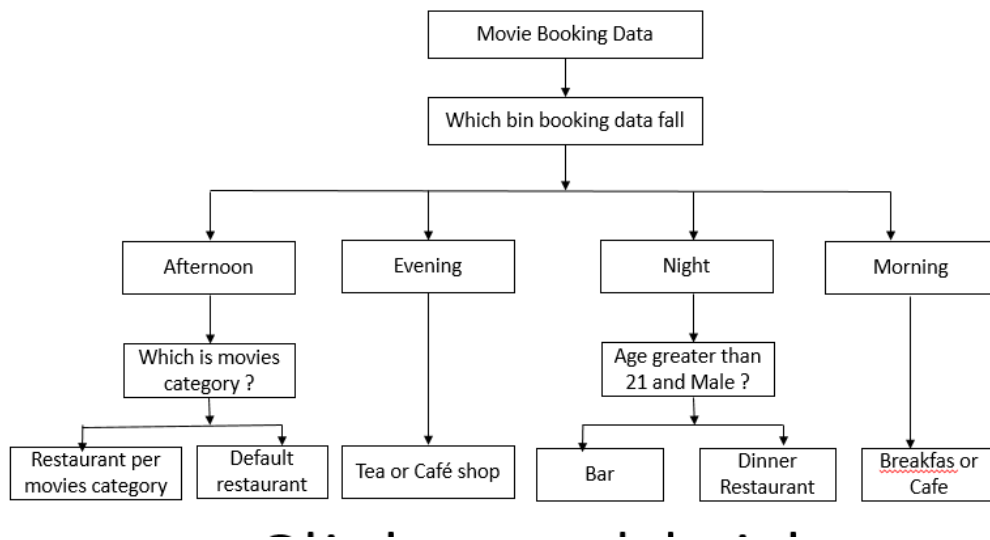 Movie Booking Data
Which bin booking data fall
Afternoon
Evening
Night
Morning
Which is movies
category ?
Age greater than
21 and Male ?
Restaurant per
movies category
Default
restaurant
Tea or Café shop
Bar
Dinner
Restaurant
Breakfas or
Cafe